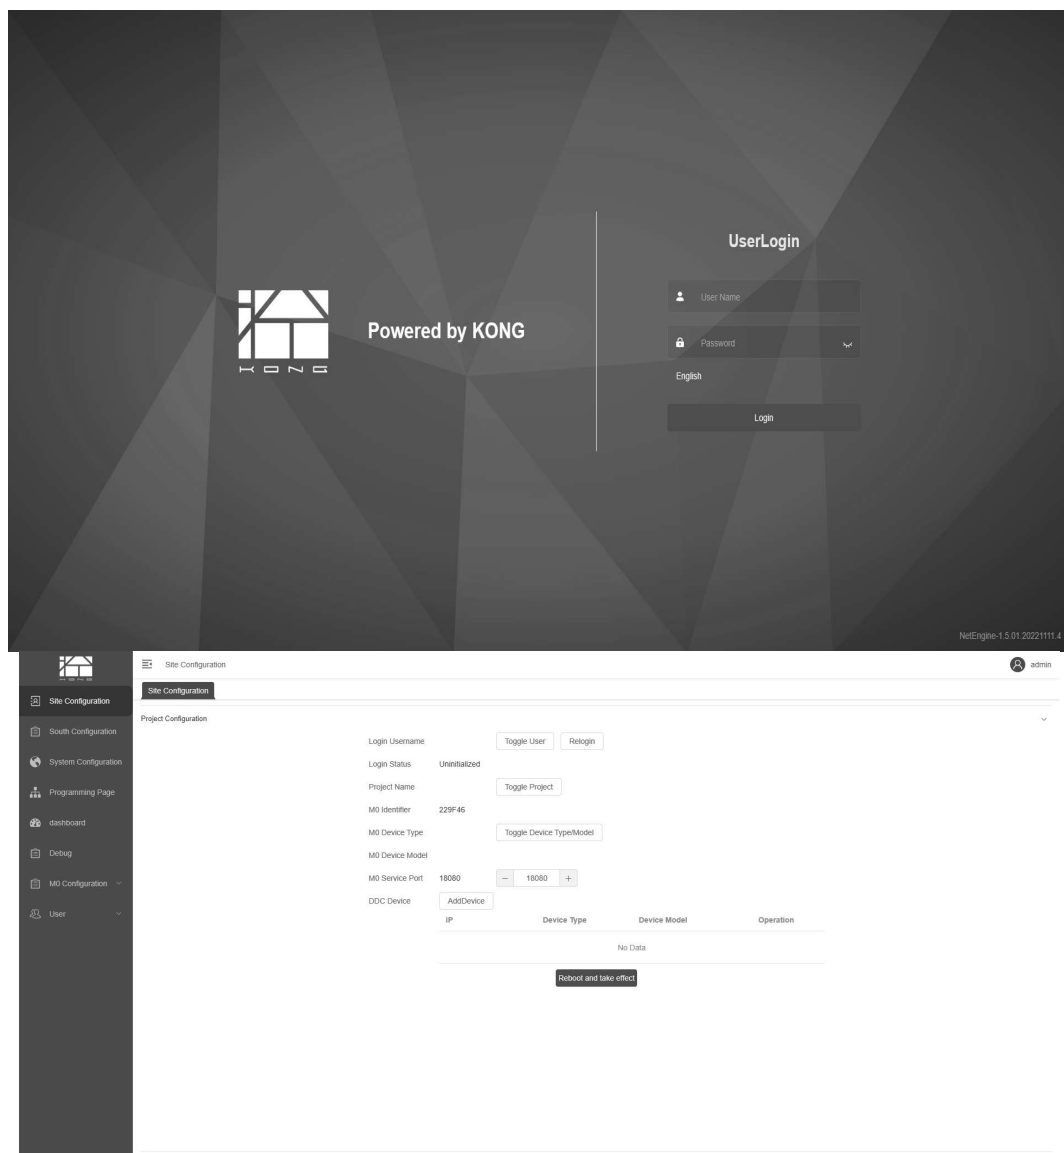 UserLogin
User Name
KONG
Powered by KONG
Password
English
Login
NetEngine-1.5.01.20221111.4
KONG
Site Configuration
admin
Site Configuration
Site Configuration
Project Configuration
South Configuration
System Configuration
Programming Page
dashboard
Debug
M0 Configuration
User
Login Username Toggle User Relogin
Login Status Uninitialized
Project Name Toggle Project
M0 Identifier 229F46
M0 Device Type Toggle Device Type/Model
M0 Device Model
M0 Service Port 18080 — 18080 +
DDC Device AddDevice
IP Device Type Device Model Operation
No Data
Reboot and take effect